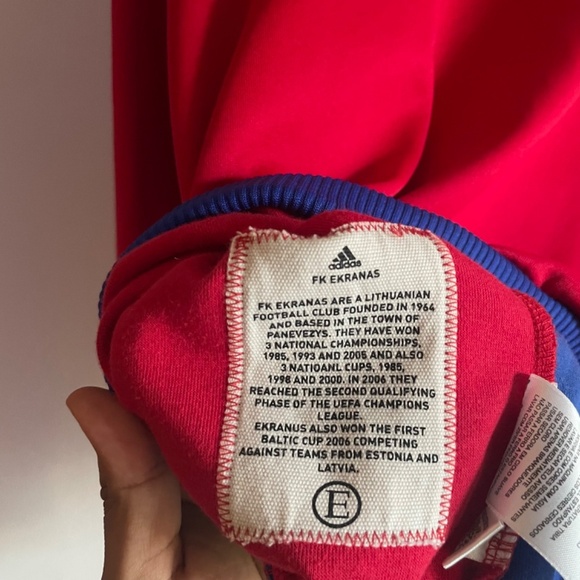 adidas
FK EKRANAS
FK EKRANAS ARE A LITHUANIAN
FOOTBALL CLUB FOUNDED IN 1964
AND BASED IN THE TOWN OF
PANEVEZYS. THEY HAVE WON
3 NATIONAL CHAMPIONSHIPS,
1985, 1993 AND 2005 AND ALSO
3 NATIOANL CUPS, 1985,
1998 AND 2000. IN 2006 THEY
REACHED THE SECOND QUALIFYING
PHASE OF THE UEFA CHAMPIONS
LEAGUE.
EKRANUS ALSO WON THE FIRST
BALTIC CUP 2006 COMPETING
AGAINST TEAMS FROM ESTONIA AND
LATVIA.
E